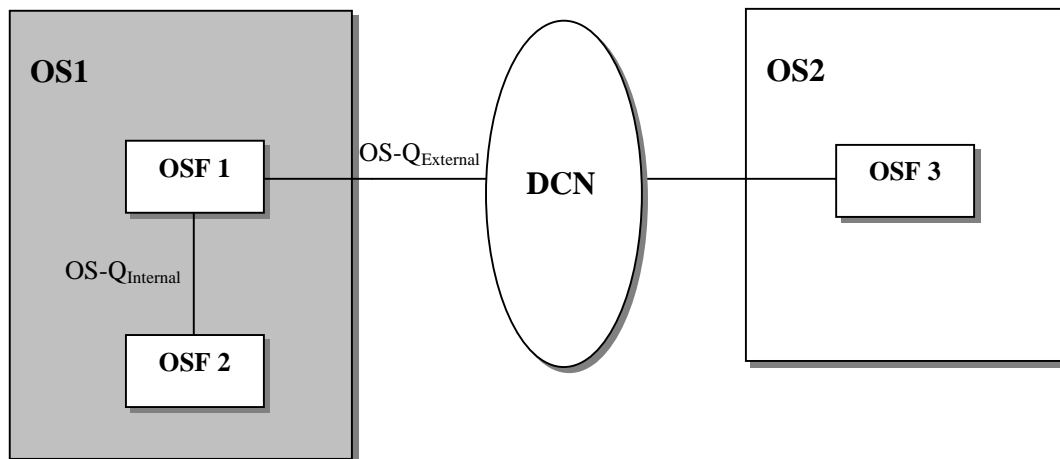 OS1
OS2
OSF 1
OS-QExternal
DCN
OSF 3
OS-QInternal
OSF 2